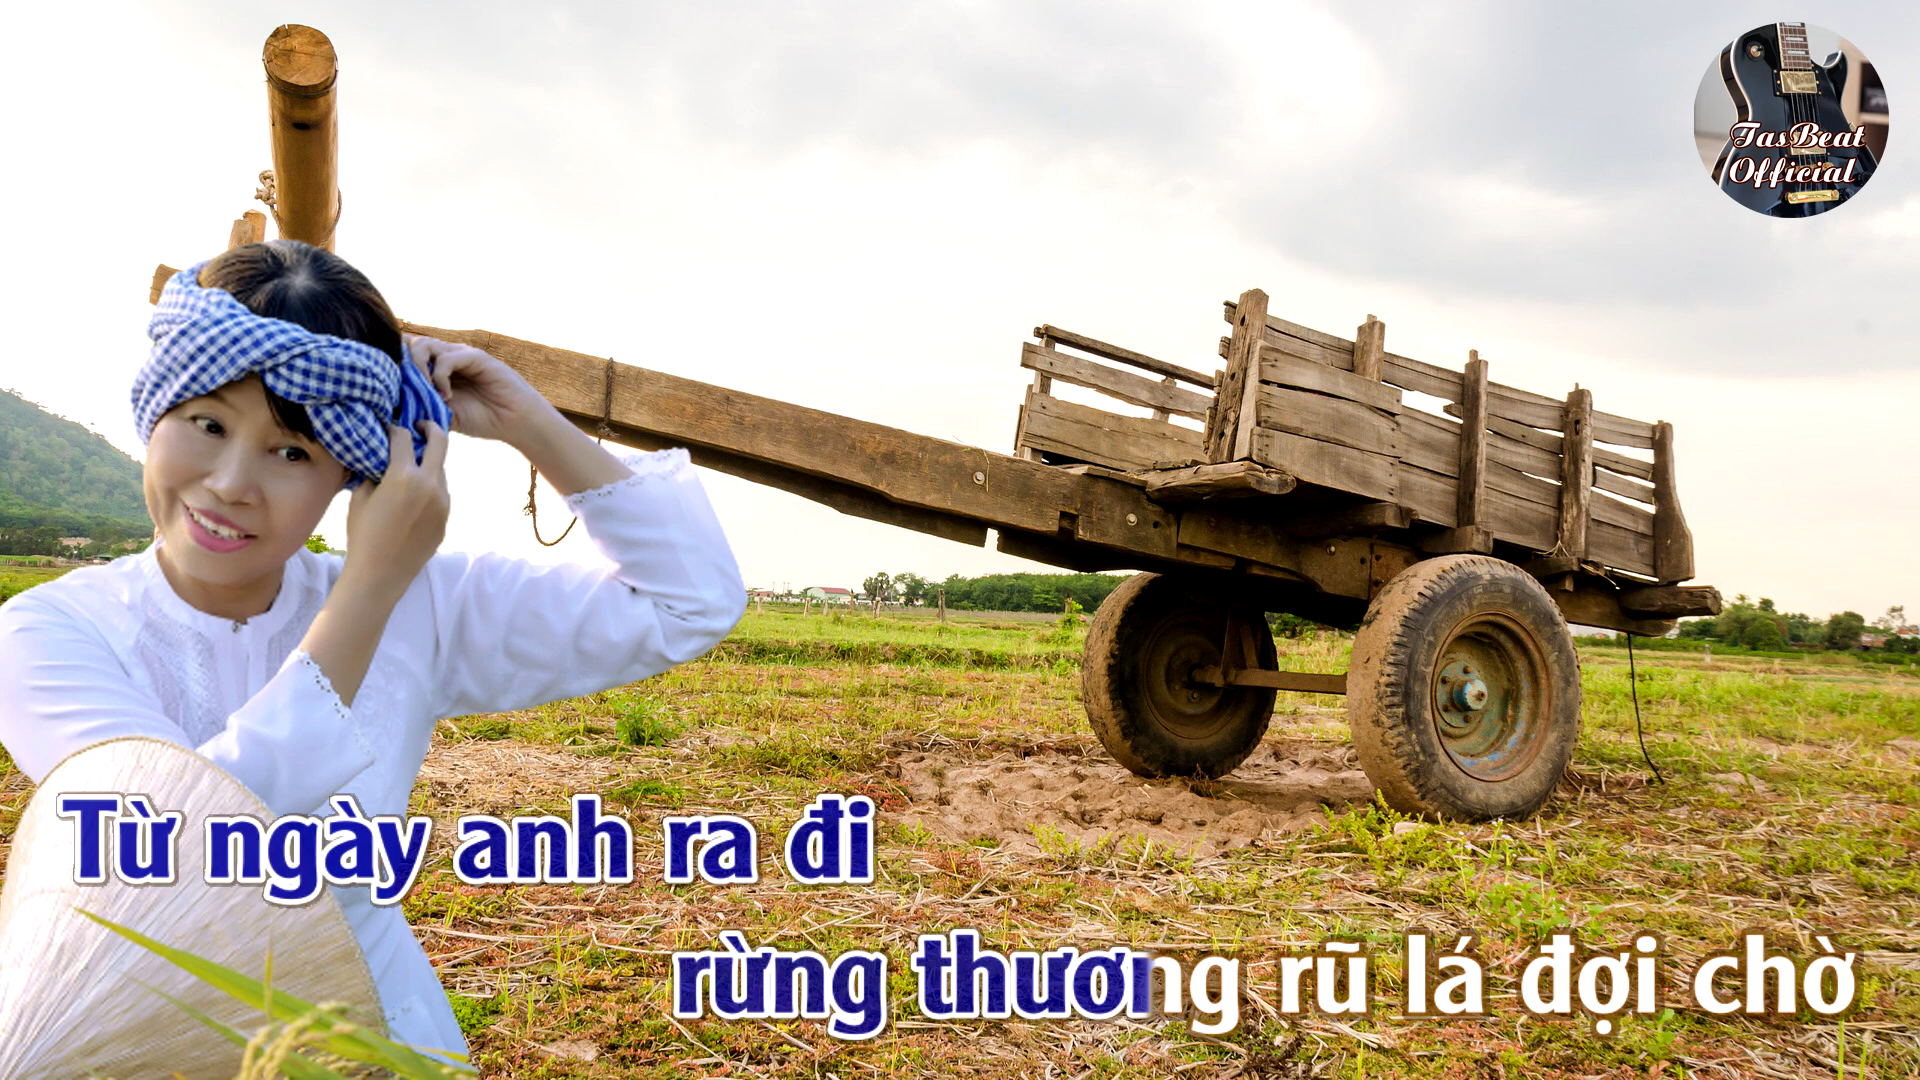 TasBeat
Official
Từ ngày anh ra đi
rừng thương rũ lá đợi chờ